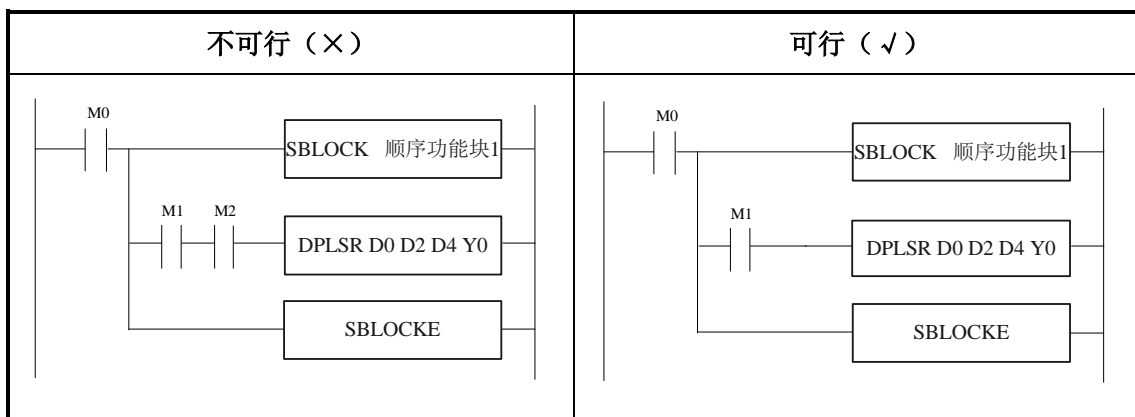 不可行（×）
可行（√）
M0
SBLOCK 顺序功能块1
M1 M2
DPLSR D0 D2 D4 Y0
SBLOCKE
M0
SBLOCK 顺序功能块1
M1
DPLSR D0 D2 D4 Y0
SBLOCKE